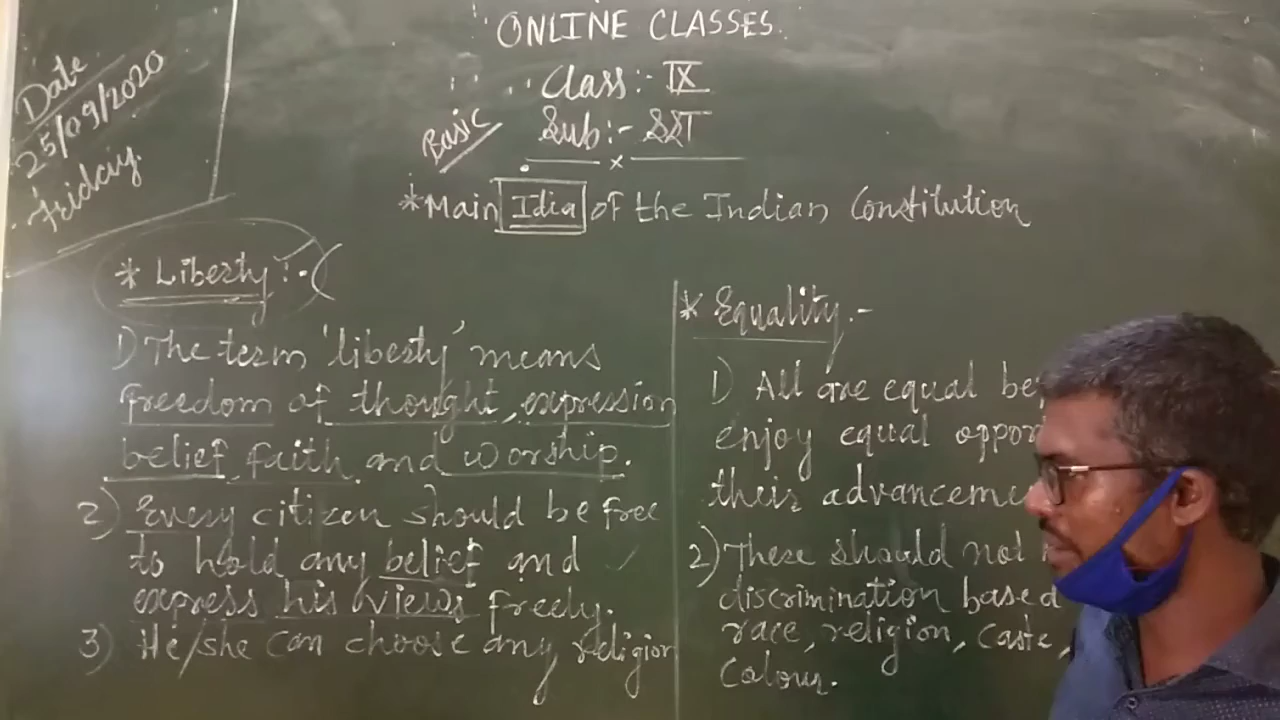 Date
25/09/2020
Friday.
ONLINE CLASSES.
Class:- IX
Basic
Sub:- SST
*Main Idia of the Indian Constitution
* Liberty:-
1) The term 'liberty' means
freedom of thought, expression
belief, faith and worship.
2) Every citizen should be free
to hold any belief and
express his views freely.
3) He/she can choose any religion
* Equality.-
1) All are equal be
enjoy equal oppor
their advanceme
2) There should not
discrimination based
race, religion, caste,
Colour.